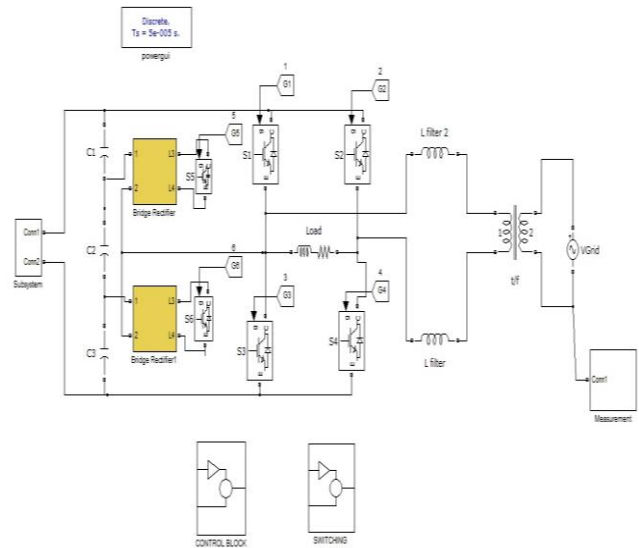 Discrete,
Ts = 5e-005 s.
powergui
1
G1
2
G2
5
G5
C1
1
2
L3
L4
S5
Bridge Rectifier
S1
S2
L filter 2
Conn1
Conn2
Subsystem
C2
6
G6
Load
1
2
t/f
VGrid
3
G3
4
G4
1
2
L3
L4
S6
Bridge Rectifier1
C3
S3
S4
L filter
Conn1
Measurement
CONTROL BLOCK
SWITCHING